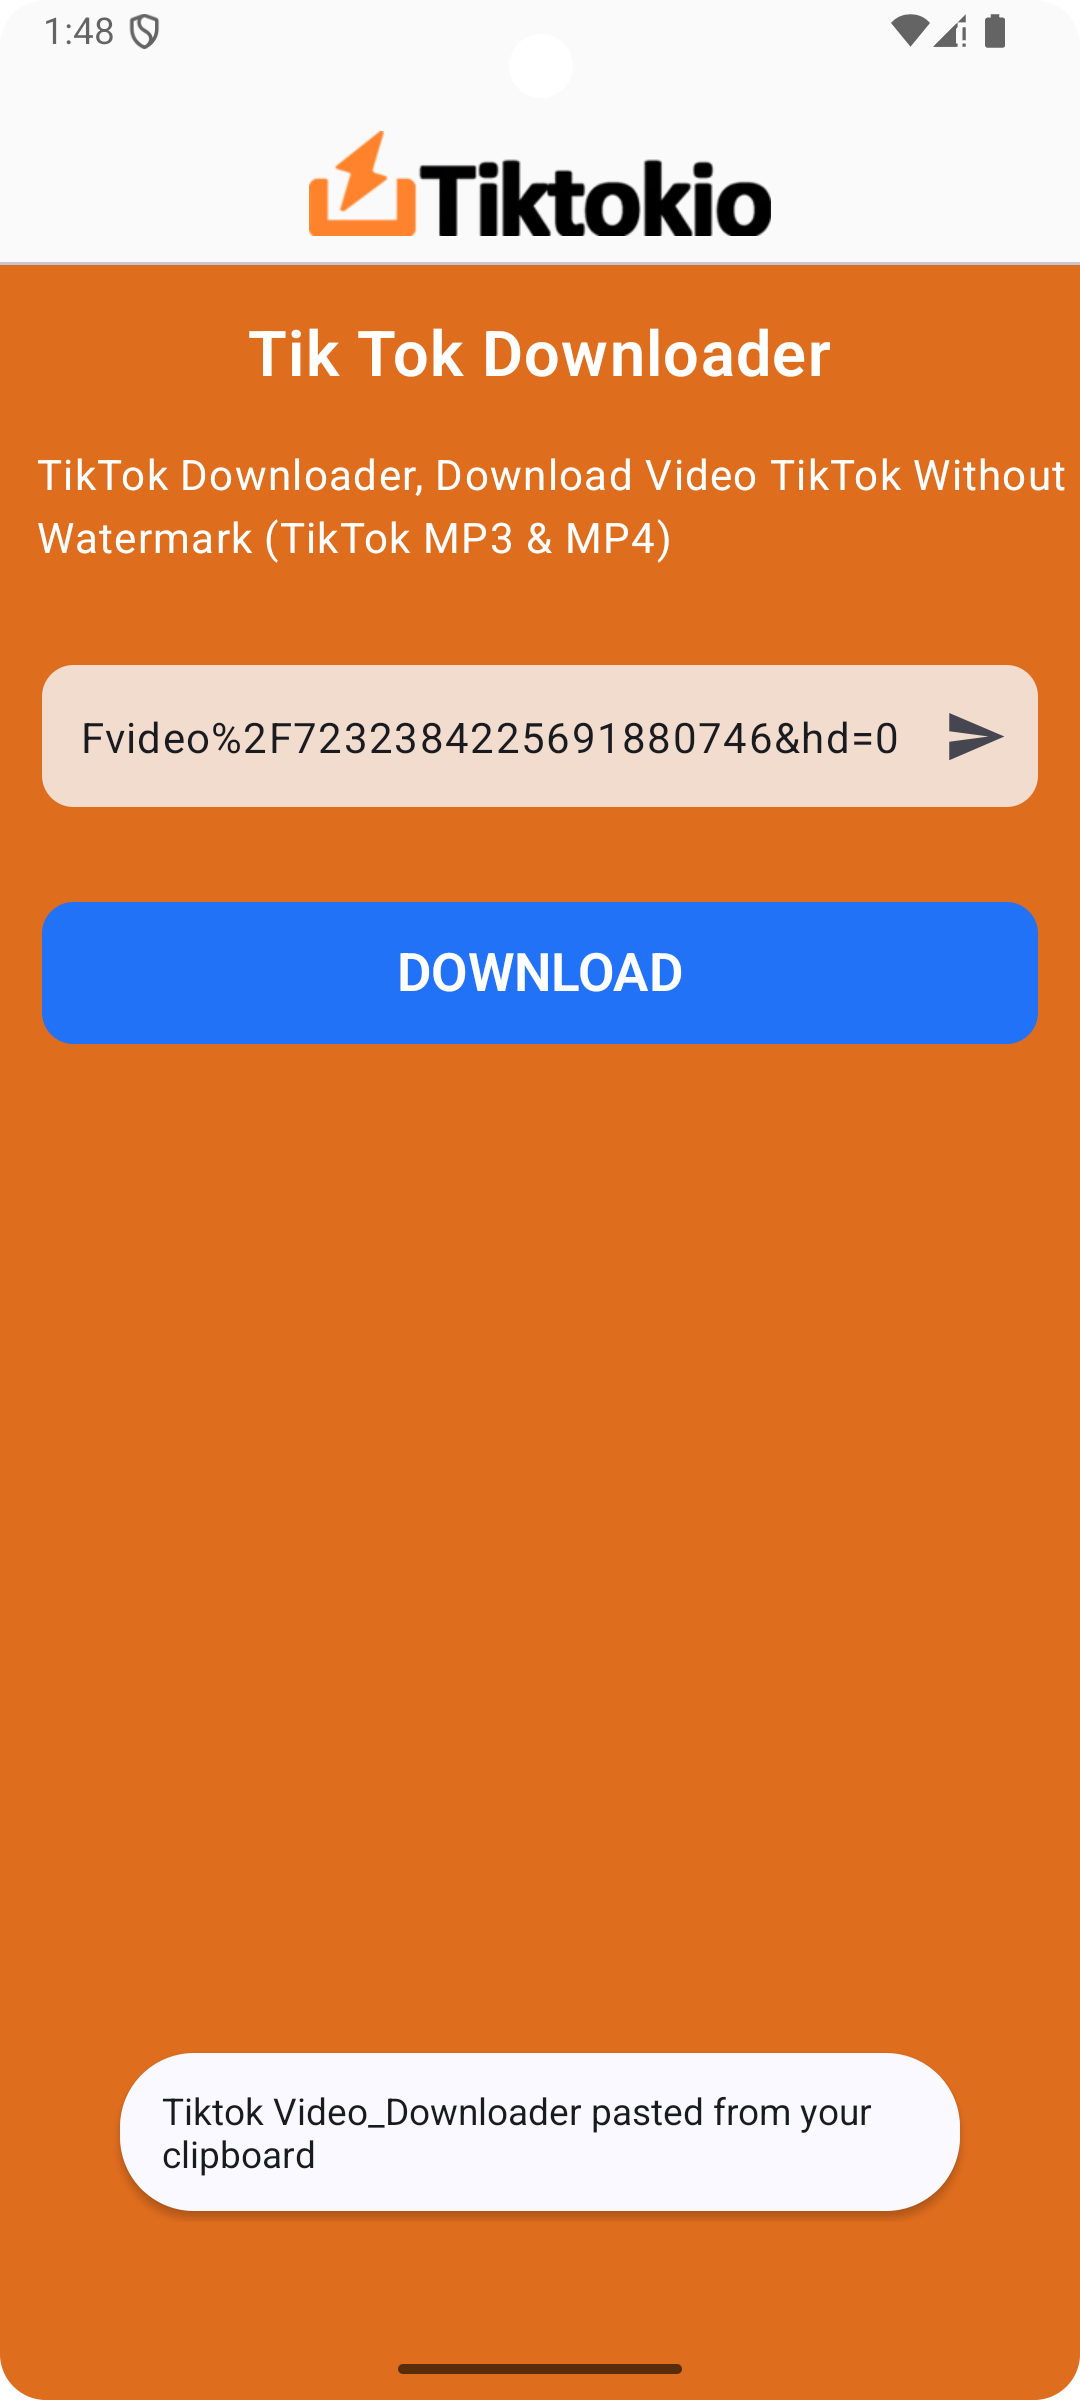 1:48
Tiktokio
Tik Tok Downloader
TikTok Downloader, Download Video TikTok Without
Watermark (TikTok MP3 & MP4)
Fvideo%2F7232384225691880746&hd=0
DOWNLOAD
Tiktok Video_Downloader pasted from your
clipboard